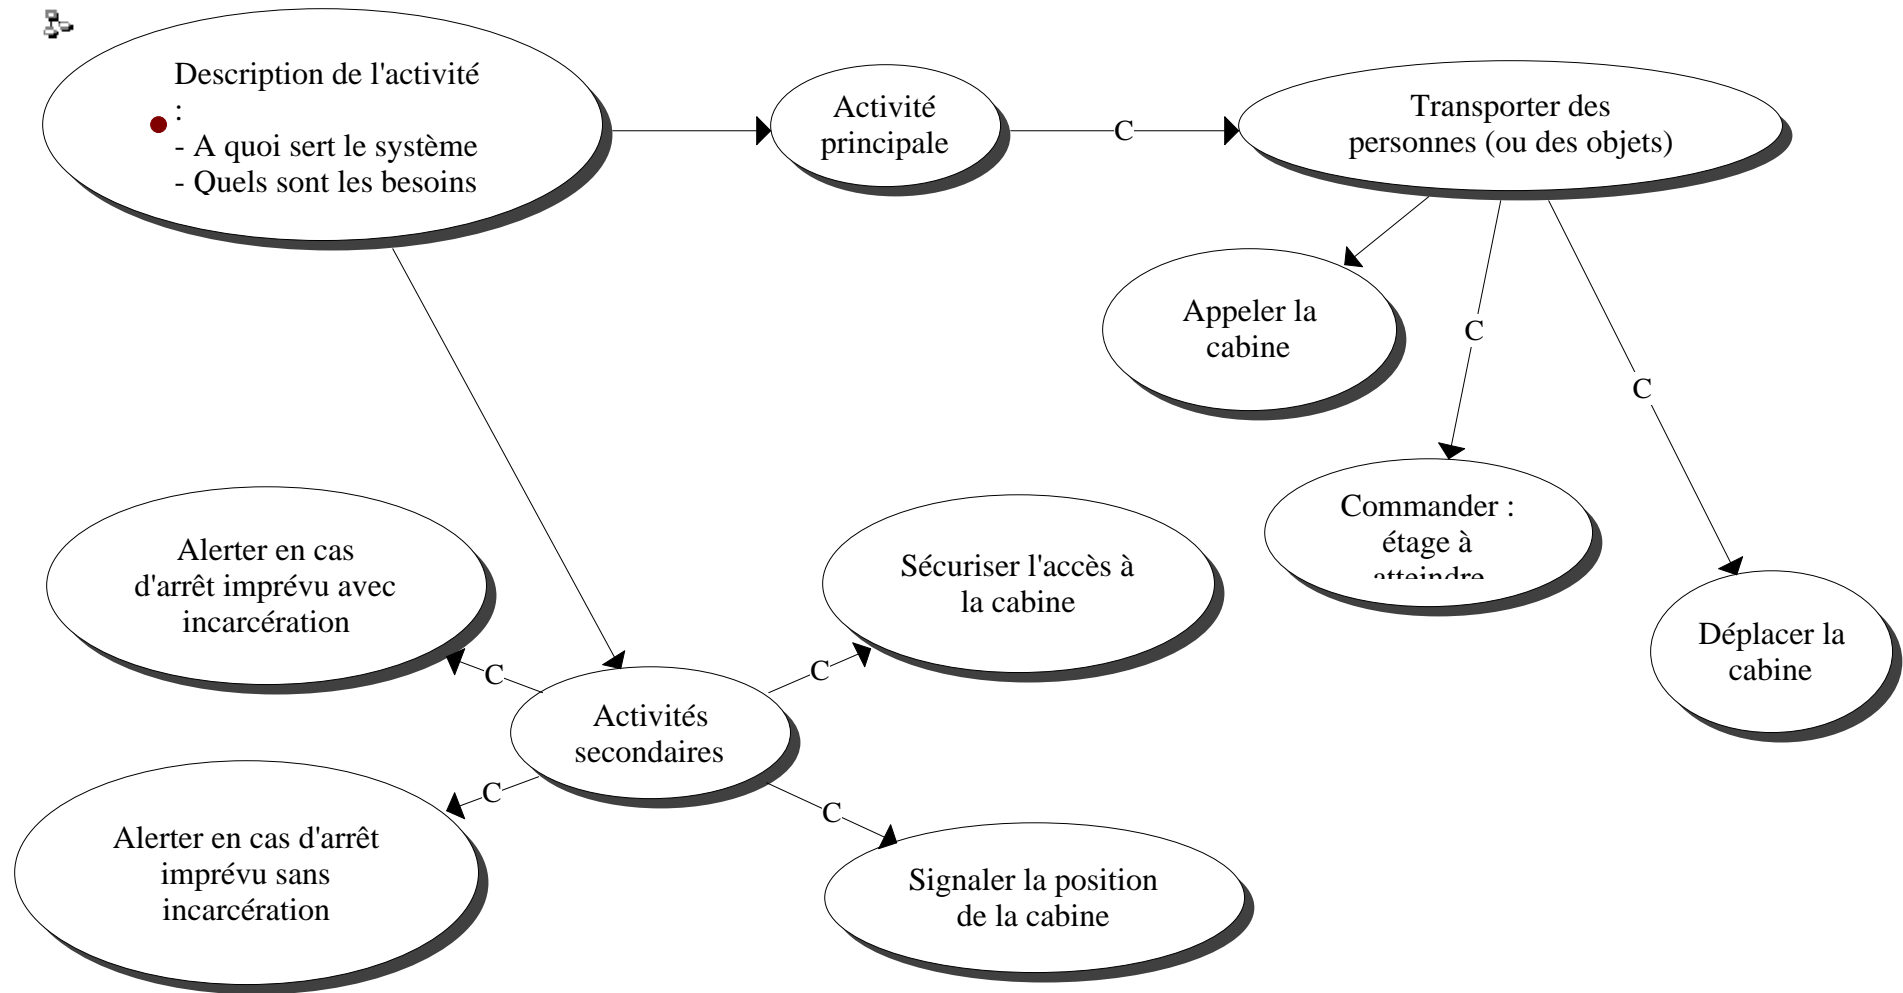 Description de l'activité
:
- A quoi sert le système
- Quels sont les besoins
Activité
principale
C
Transporter des
personnes (ou des objets)
Appeler la
cabine
C
C
Commander :
étage à
atteindre
Déplacer la
cabine
Alerter en cas
d'arrêt imprévu avec
incarcération
Sécuriser l'accès à
la cabine
C
C
Activités
secondaires
C
C
Alerter en cas d'arrêt
imprévu sans
incarcération
Signaler la position
de la cabine